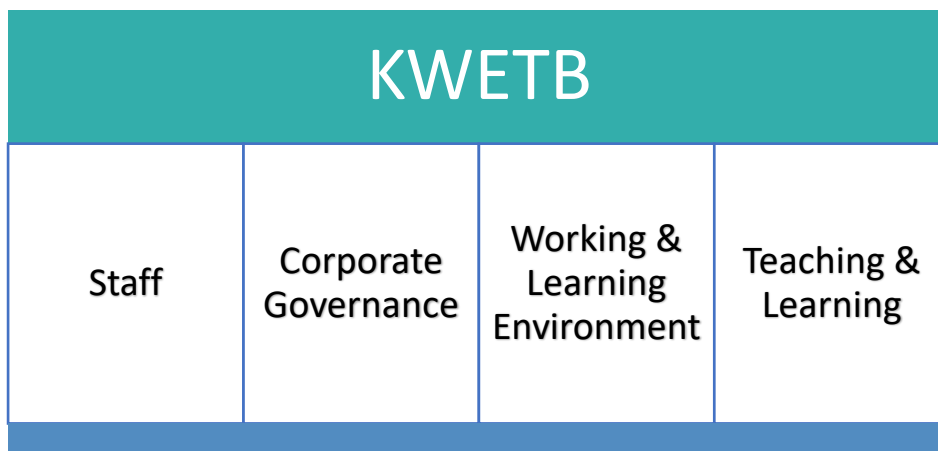 KWETB
Staff
Corporate
Governance
Working &
Learning
Environment
Teaching &
Learning